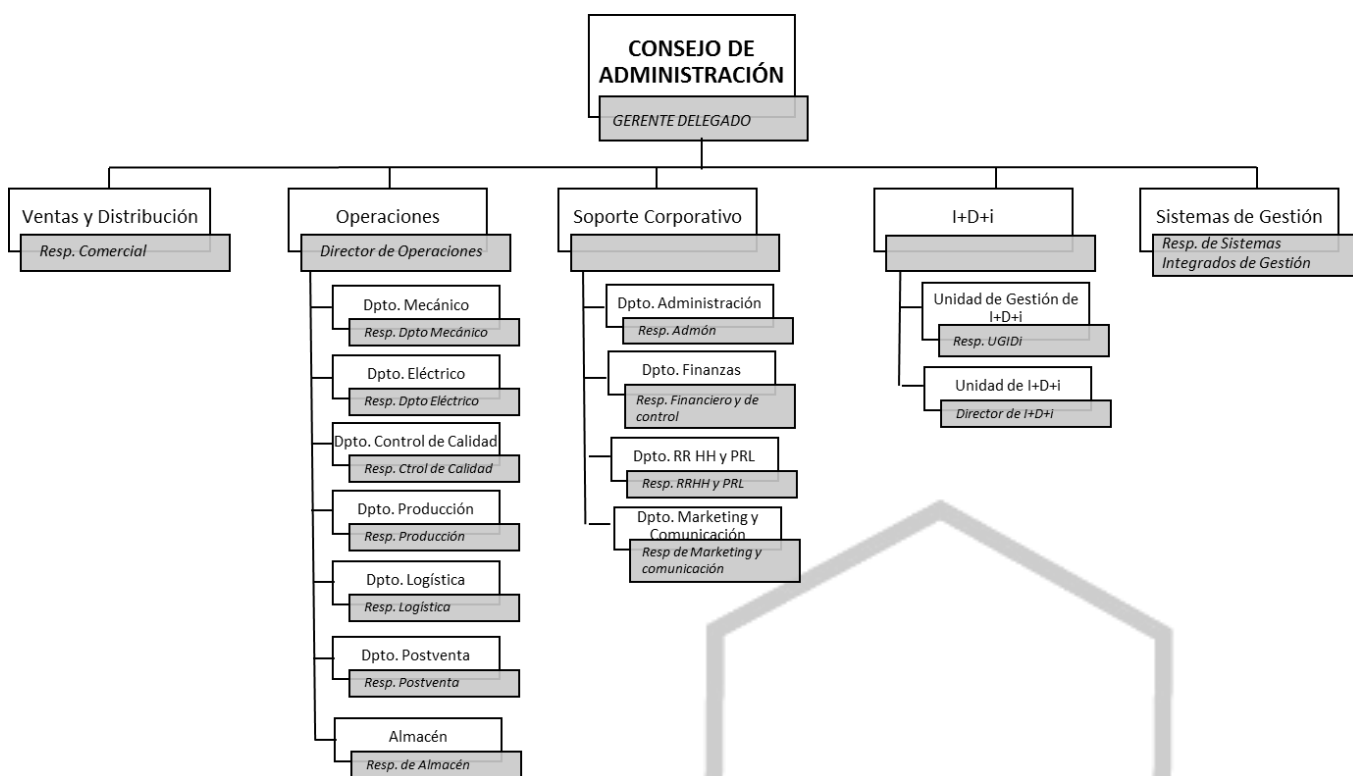 CONSEJO DE
ADMINISTRACIÓN
GERENTE DELEGADO
Ventas y Distribución
Resp. Comercial
Operaciones
Director de Operaciones
Dpto. Mecánico
Resp. Dpto Mecánico
Dpto. Eléctrico
Resp. Dpto Eléctrico
Dpto. Control de Calidad
Resp. Ctrol de Calidad
Dpto. Producción
Resp. Producción
Dpto. Logística
Resp. Logística
Dpto. Postventa
Resp. Postventa
Almacén
Resp. de Almacén
Soporte Corporativo
Dpto. Administración
Resp. Admón
Dpto. Finanzas
Resp. Financiero y de
control
Dpto. RR HH y PRL
Resp. RRHH y PRL
Dpto. Marketing y
Comunicación
Resp de Marketing y
comunicación
I+D+i
Unidad de Gestión de
I+D+i
Resp. UGIDi
Unidad de I+D+i
Director de I+D+i
Sistemas de Gestión
Resp. de Sistemas
Integrados de Gestión